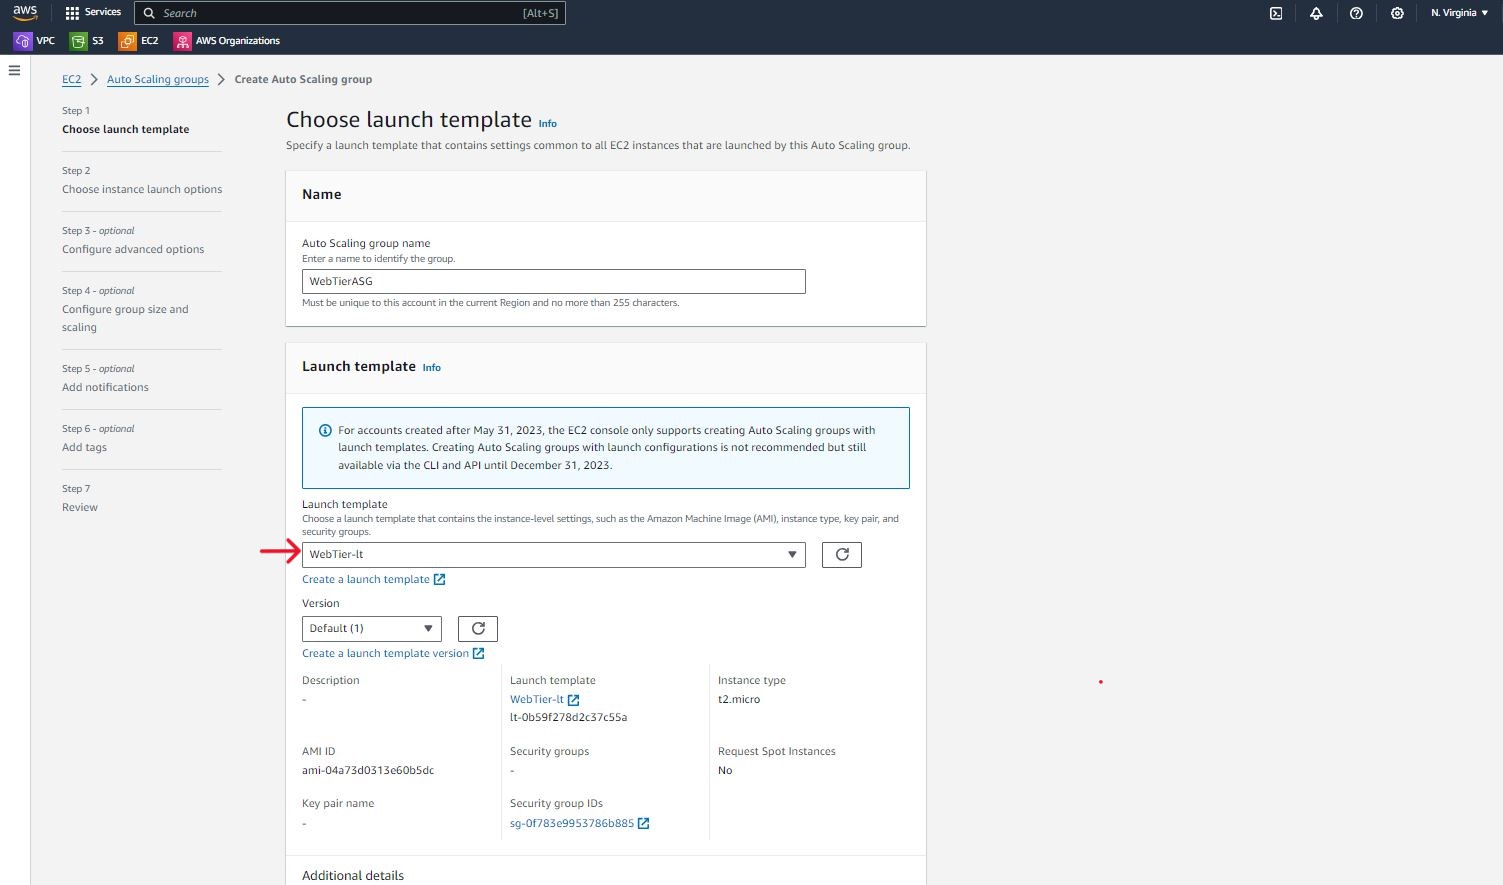 aws
Services
Search
[Alt+S]
N. Virginia
VPC
S3
EC2
AWS Organizations
EC2
Auto Scaling groups
Create Auto Scaling group
Step 1
Choose launch template
Step 2
Choose instance launch options
Step 3 - optional
Configure advanced options
Step 4 - optional
Configure group size and
scaling
Step 5 - optional
Add notifications
Step 6 - optional
Add tags
Step 7
Review
Choose launch template Info
Specify a launch template that contains settings common to all EC2 instances that are launched by this Auto Scaling group.
Name
Auto Scaling group name
Enter a name to identify the group.
WebTierASG
Must be unique to this account in the current Region and no more than 255 characters.
Launch template Info
For accounts created after May 31, 2023, the EC2 console only supports creating Auto Scaling groups with
launch templates. Creating Auto Scaling groups with launch configurations is not recommended but still
available via the CLI and API until December 31, 2023.
Launch template
Choose a launch template that contains the instance-level settings, such as the Amazon Machine Image (AMI), instance type, key pair, and
security groups.
WebTier-lt
Create a launch template
Version
Default (1)
Create a launch template version
Description
-
Launch template
WebTier-lt
lt-0b59f278d2c37c55a
Instance type
t2.micro
AMI ID
ami-04a73d0313e60b5dc
Security groups
-
Request Spot Instances
No
Key pair name
-
Security group IDs
sg-0f783e9953786b885
Additional details